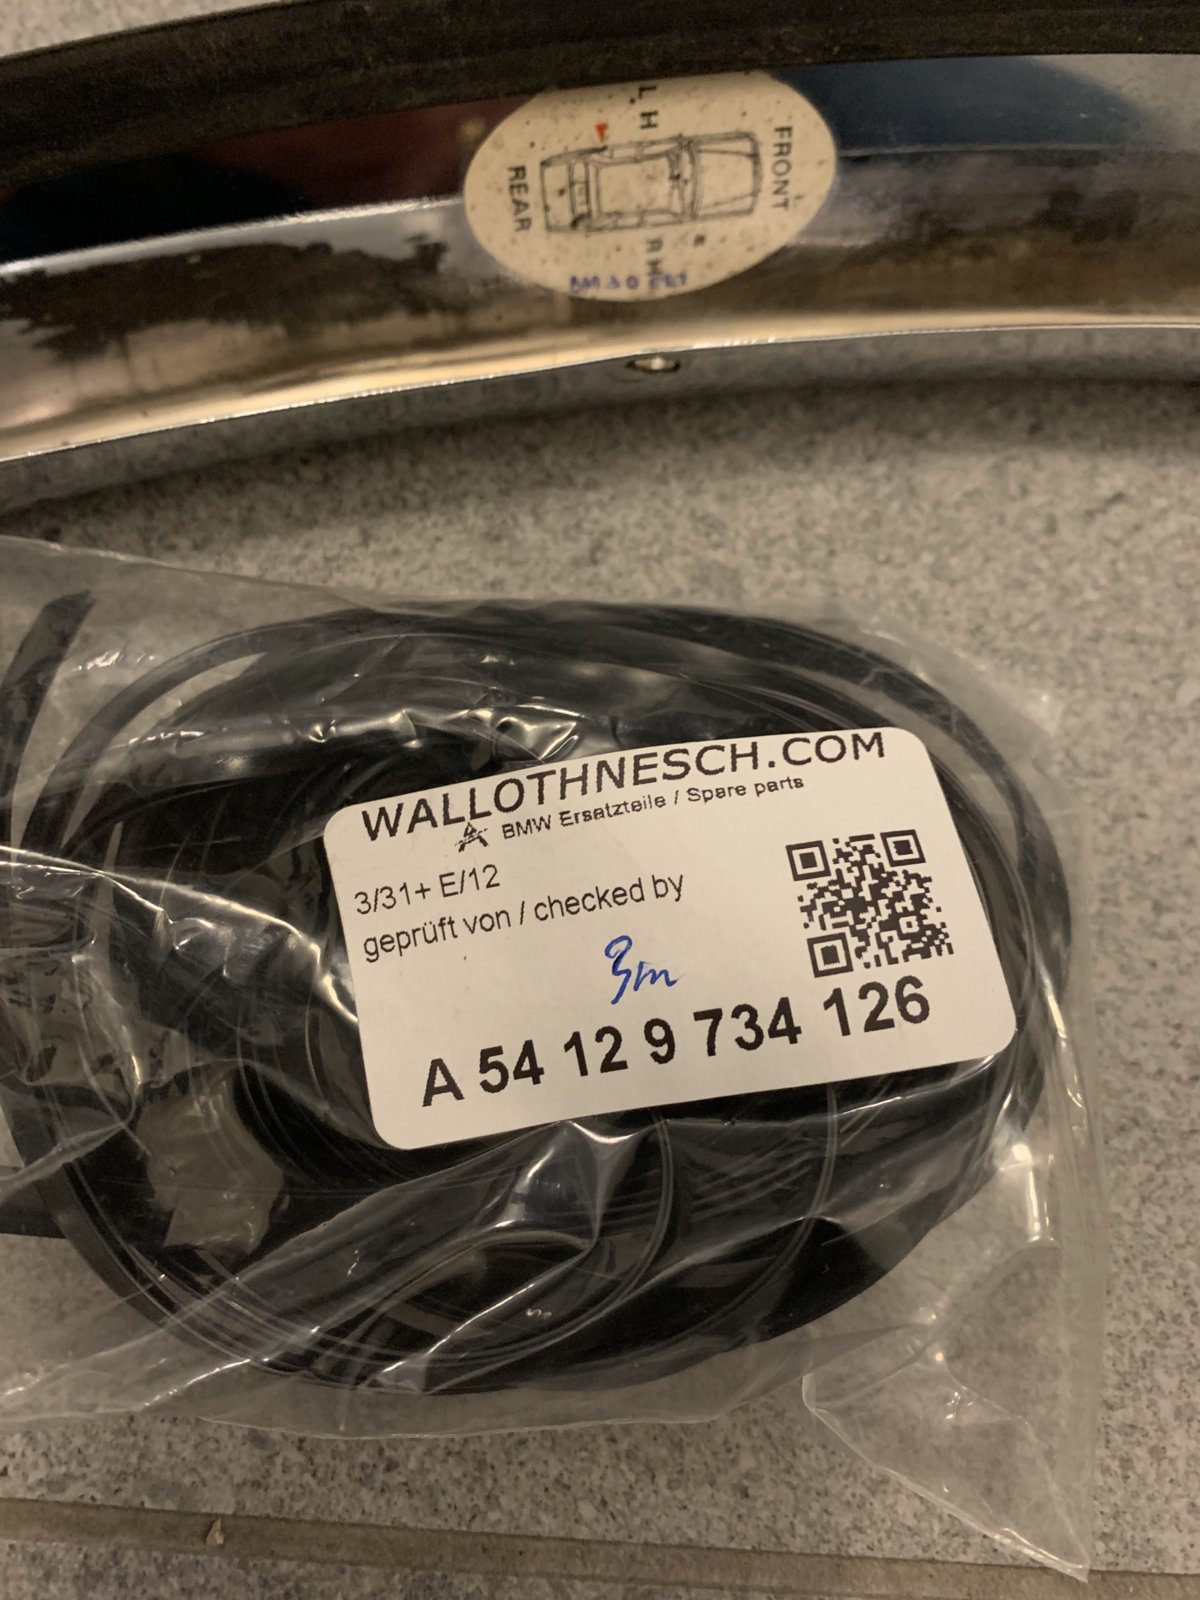 FRONT
L H
R H
REAR
WALLOTHNESCH.COM
BMW Ersatzteile / Spare parts
3/31+ E/12
geprüft von / checked by
A 54 12 9 734 126